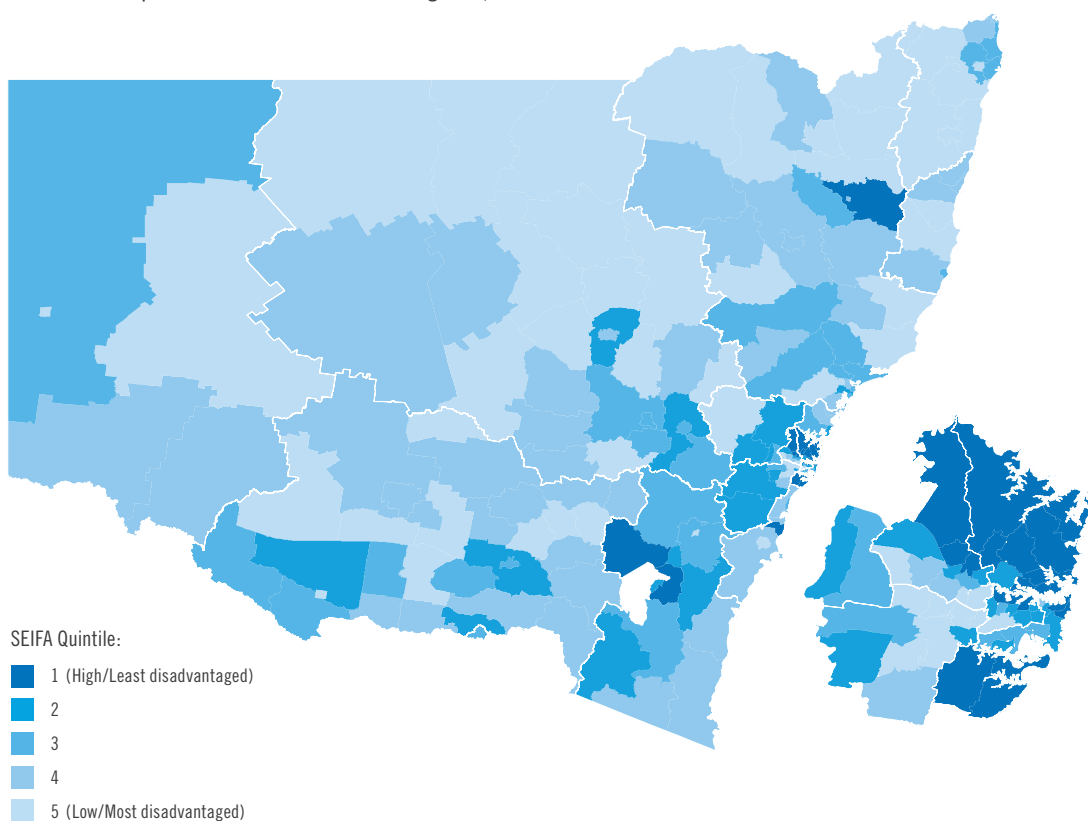 SEIFA Quintile:
1 (High/Least disadvantaged)
2
3
4
5 (Low/Most disadvantaged)